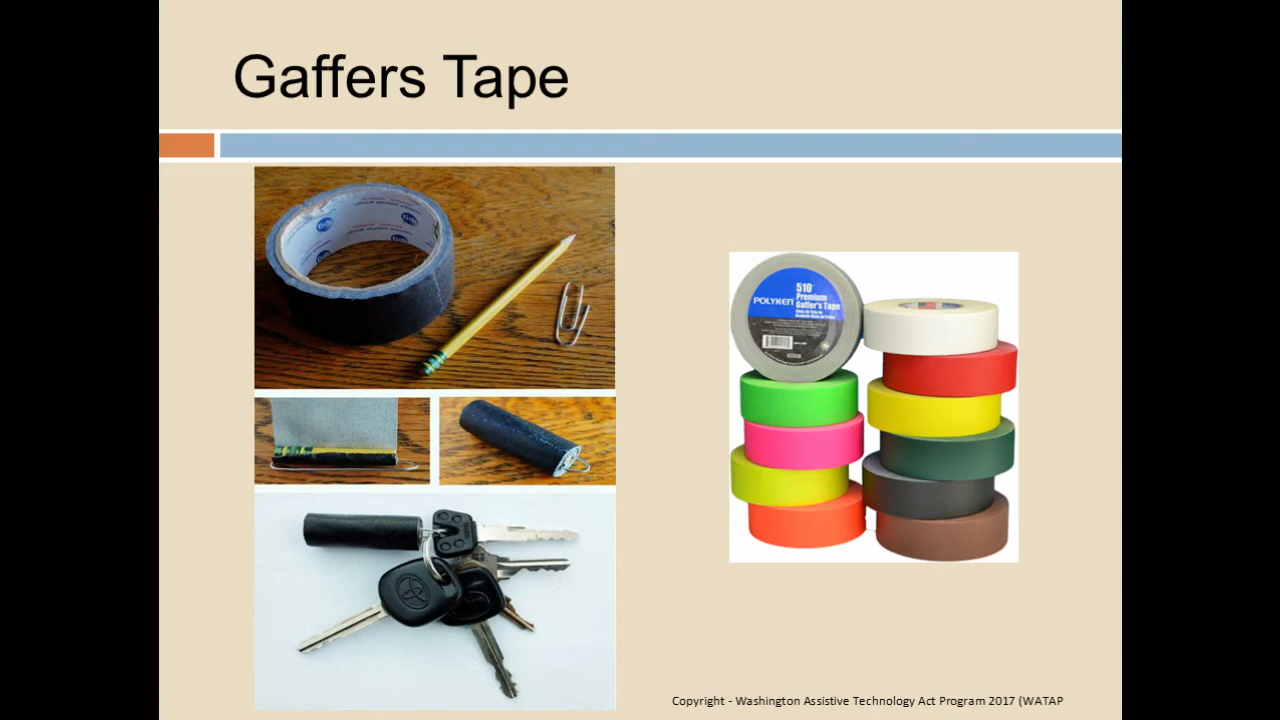 Gaffers Tape
510
Premium
Gaffer's Tape
POLYKEN
Copyright - Washington Assistive Technology Act Program 2017 (WATAP